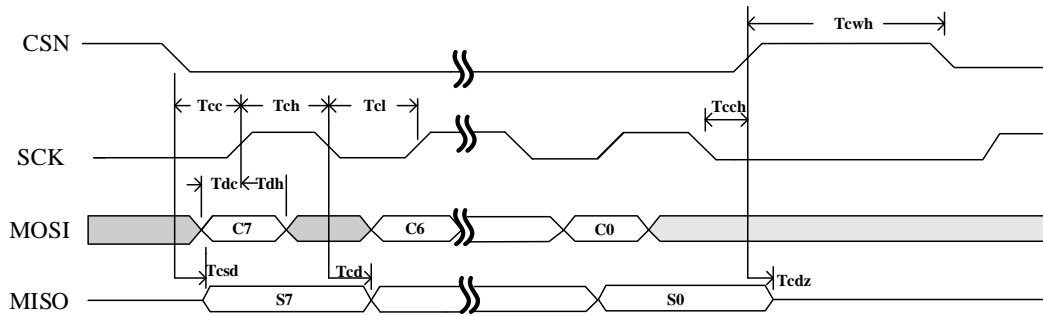 Tcwh
CSN
Tcc Tch Tcl Tcch
SCK
Tdc Tdh
MOSI C7 C6 C0
Tcsd Tcd Tcdz
MISO S7 S0